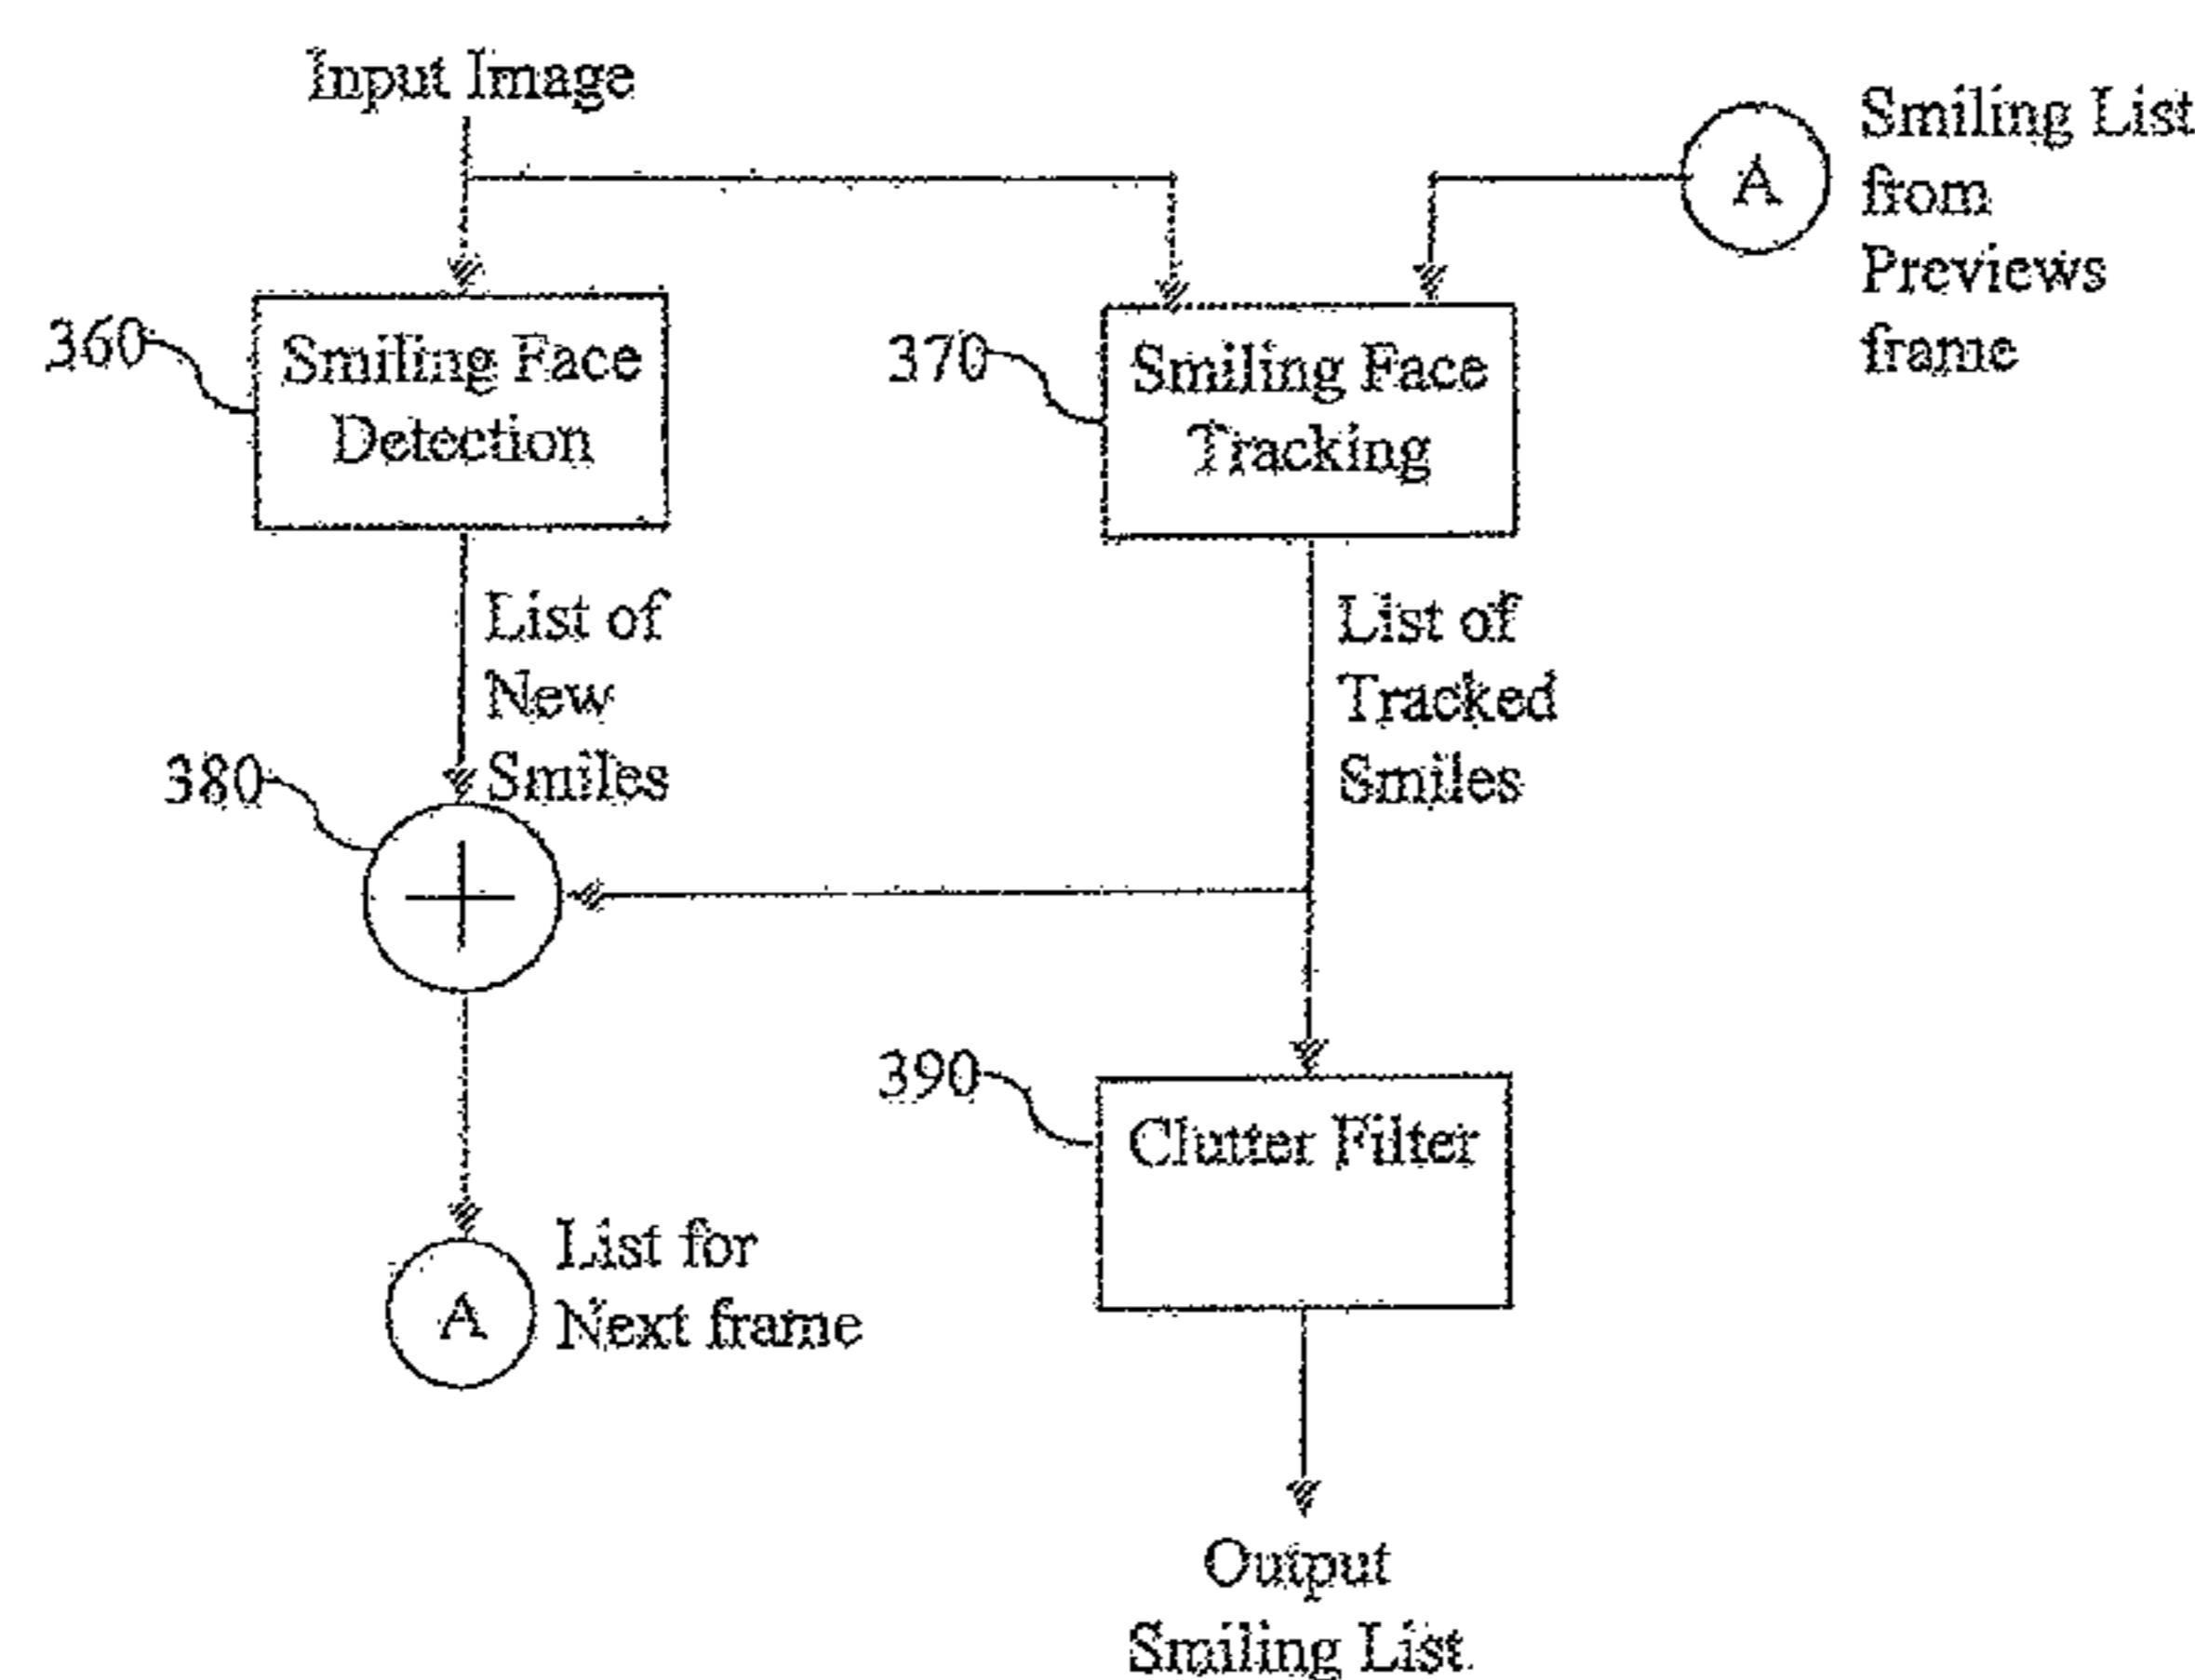 Input Image
A
Smiling List
from
Previews
frame
360
Smiling Face
Detection
370
Smiling Face
Tracking
List of
New
Smiles
List of
Tracked
Smiles
380
390
Clutter Filter
A
List for
Next frame
Output
Smiling List